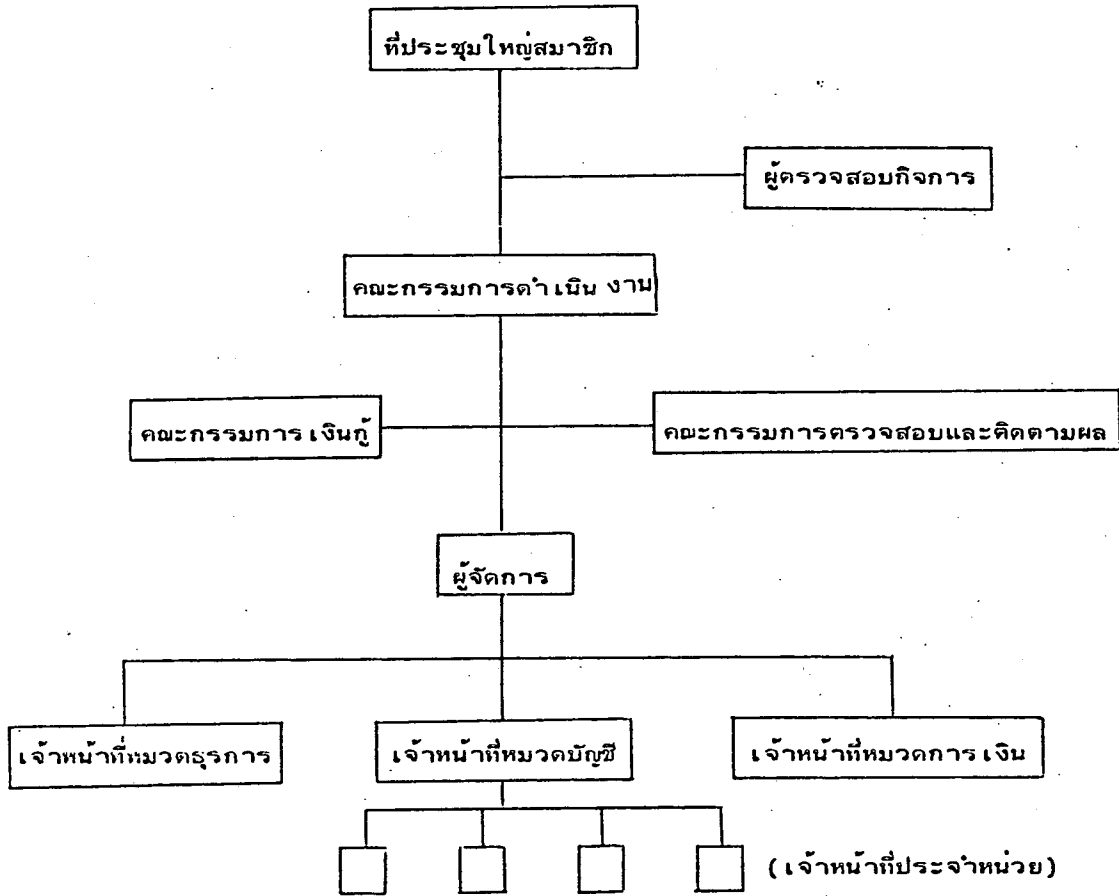 ที่ประชุมใหญ่สมาชิก
ผู้ตรวจสอบกิจการ
คณะกรรมการดำเนินงาน
คณะกรรมการเงินกู้
คณะกรรมการตรวจสอบและติดตามผล
ผู้จัดการ
เจ้าหน้าที่หมวดธุรการ
เจ้าหน้าที่หมวดบัญชี
เจ้าหน้าที่หมวดการเงิน
(เจ้าหน้าที่ประจำหน่วย)